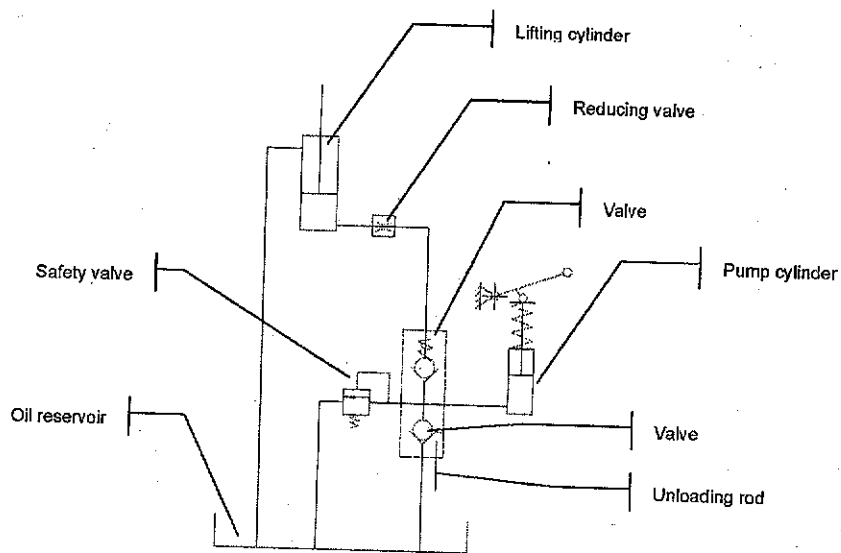 Lifting cylinder
Reducing valve
Valve
Safety valve
Pump cylinder
Oil reservoir
Valve
Unloading rod